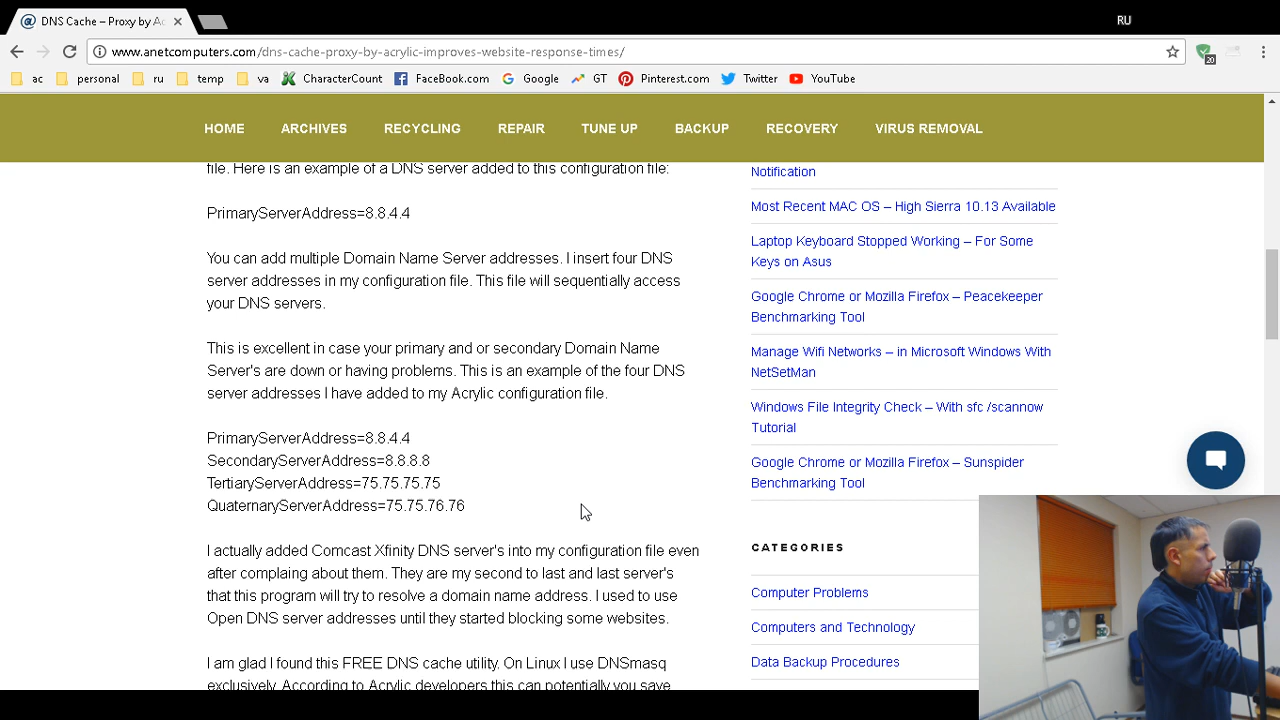 RU
DNS Cache – Proxy by Ac
www.anetcomputers.com/dns-cache-proxy-by-acrylic-improves-website-response-times/
20
ac personal ru temp va CharacterCount FaceBook.com Google GT Pinterest.com Twitter YouTube
HOME ARCHIVES RECYCLING REPAIR TUNE UP BACKUP RECOVERY VIRUS REMOVAL
file. Here is an example of a DNS server added to this configuration file:
PrimaryServerAddress=8.8.4.4
You can add multiple Domain Name Server addresses. I insert four DNS
server addresses in my configuration file. This file will sequentially access
your DNS servers.
This is excellent in case your primary and or secondary Domain Name
Server's are down or having problems. This is an example of the four DNS
server addresses I have added to my Acrylic configuration file.
PrimaryServerAddress=8.8.4.4
SecondaryServerAddress=8.8.8.8
TertiaryServerAddress=75.75.75.75
QuaternaryServerAddress=75.75.76.76
I actually added Comcast Xfinity DNS server's into my configuration file even
after complaing about them. They are my second to last and last server's
that this program will try to resolve a domain name address. I used to use
Open DNS server addresses until they started blocking some websites.
I am glad I found this FREE DNS cache utility. On Linux I use DNSmasq
exclusively. According to Acrylic developers this can potentially you save
Notification
Most Recent MAC OS – High Sierra 10.13 Available
Laptop Keyboard Stopped Working – For Some
Keys on Asus
Google Chrome or Mozilla Firefox – Peacekeeper
Benchmarking Tool
Manage Wifi Networks – in Microsoft Windows With
NetSetMan
Windows File Integrity Check – With sfc /scannow
Tutorial
Google Chrome or Mozilla Firefox – Sunspider
Benchmarking Tool
CATEGORIES
Computer Problems
Computers and Technology
Data Backup Procedures